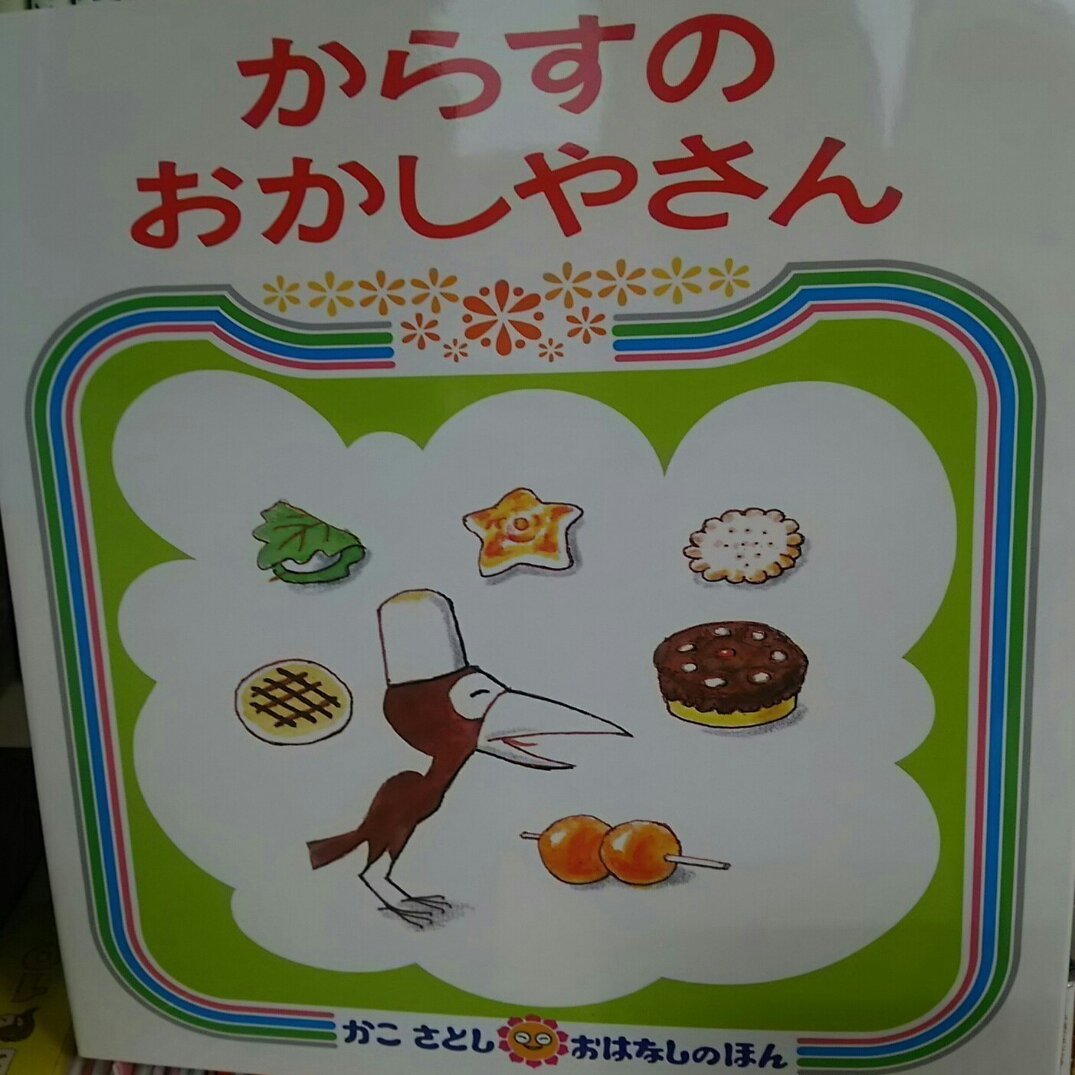 からすの
おかしやさん
かこ さとし おはなしのほん